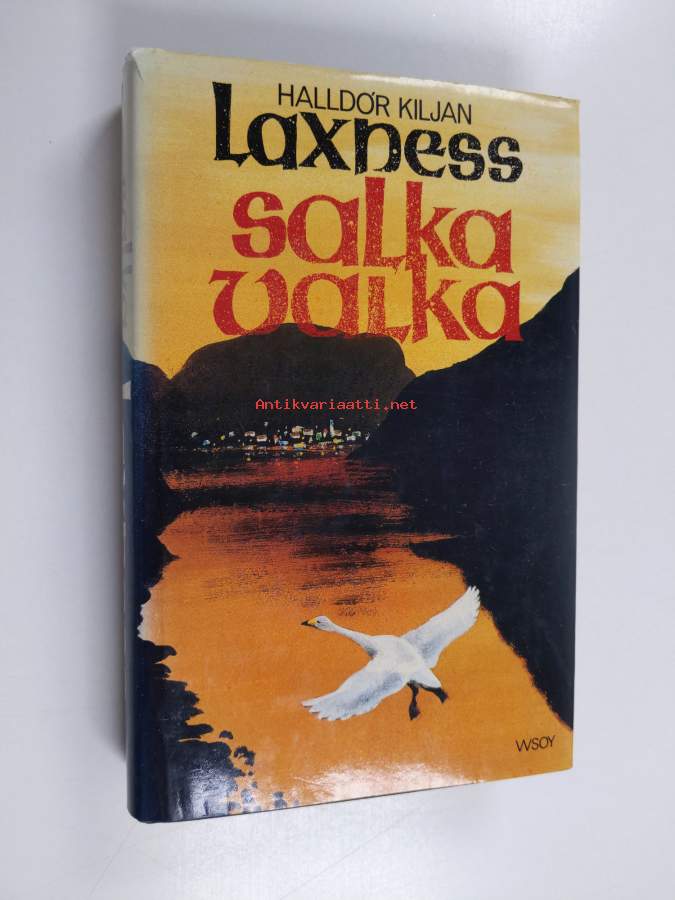 HALLDÓR KILJAN
Laxness
salka
valka
Antikvariaatti.net
WSOY